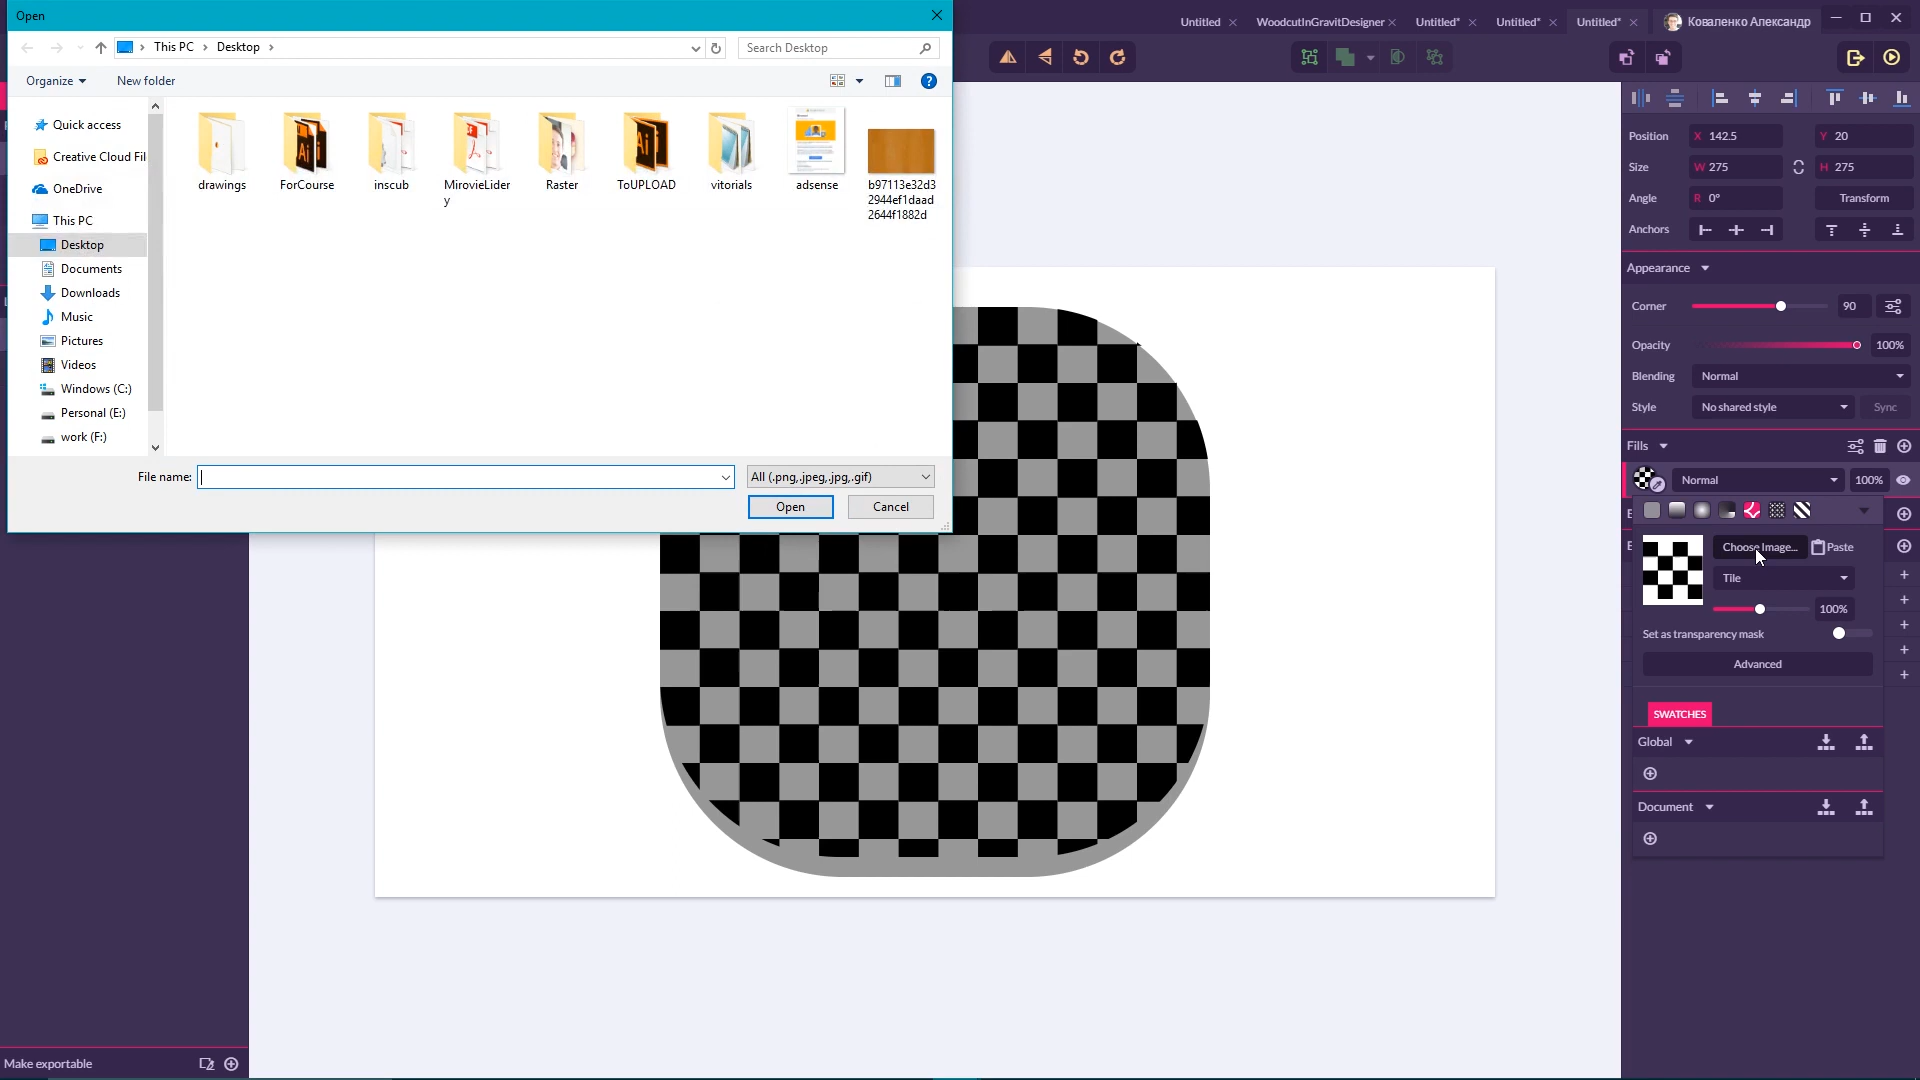 Open
This PC
Desktop
Search Desktop
Organize
New folder
Quick access
Creative Cloud Fil
OneDrive
This PC
Desktop
Documents
Downloads
Music
Pictures
Videos
Windows (C:)
Personal (E:)
work (F:)
drawings
ForCourse
inscub
MirovieLider
y
Raster
ToUPLOAD
vitorials
adsense
b97113e32d3
2944ef1daad
2644f1882d
File name:
All (.png,.jpeg,.jpg,.gif)
Open
Cancel
Untitled
WoodcutInGravitDesigner
Untitled*
Untitled*
Untitled*
Коваленко Александр
Position
X 142.5
Y 20
Size
W 275
H 275
Angle
R 0°
Transform
Anchors
Appearance
Corner
90
Opacity
100%
Blending
Normal
Style
No shared style
Sync
Fills
Normal
100%
Choose Image...
Paste
Tile
100%
Set as transparency mask
Advanced
SWATCHES
Global
Document
Make exportable